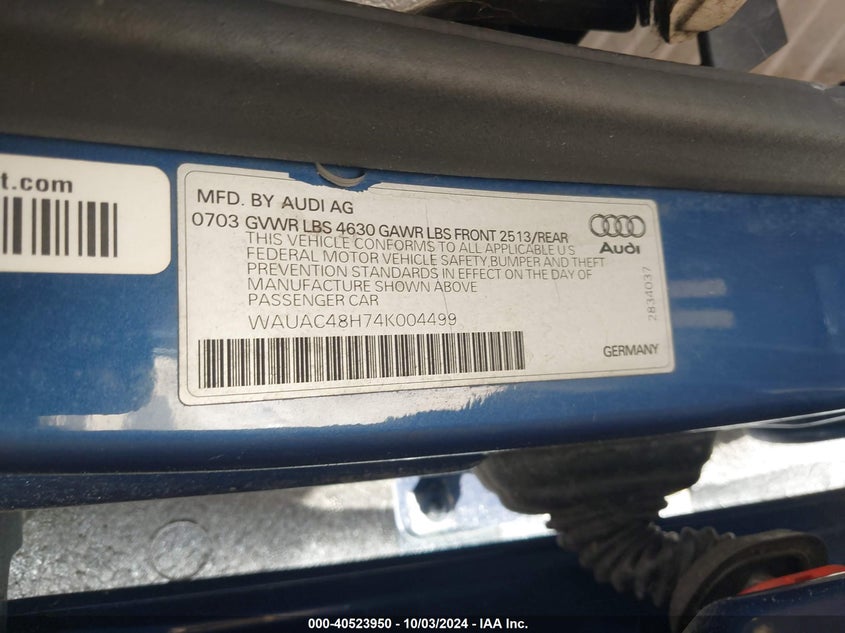 t.com
MFD. BY AUDI AG
0703 GVWR LBS 4630 GAWR LBS FRONT 2513/REAR
THIS VEHICLE CONFORMS TO ALL APPLICABLE U S
FEDERAL MOTOR VEHICLE SAFETY,BUMPER AND THEFT
PREVENTION STANDARDS IN EFFECT ON THE DAY OF
MANUFACTURE SHOWN ABOVE
PASSENGER CAR
WAUAC48H74K004499
Audi
2834037
GERMANY
000-40523950 - 10/03/2024 - IAA Inc.